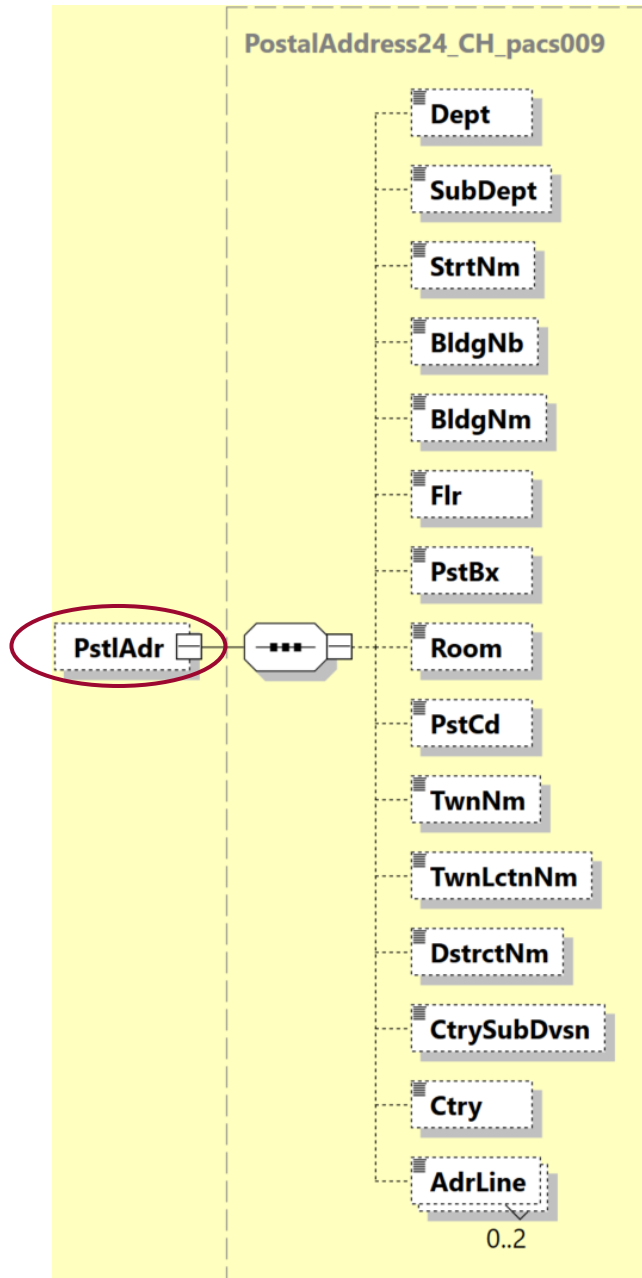 PostalAddress24_CH_pacs009
Dept
SubDept
StrtNm
BldgNb
BldgNm
Flr
PstBx
PstlAdr
Room
PstCd
TwnNm
TwnLctnNm
DstrctNm
CtrySubDvsn
Ctry
AdrLine
0..2